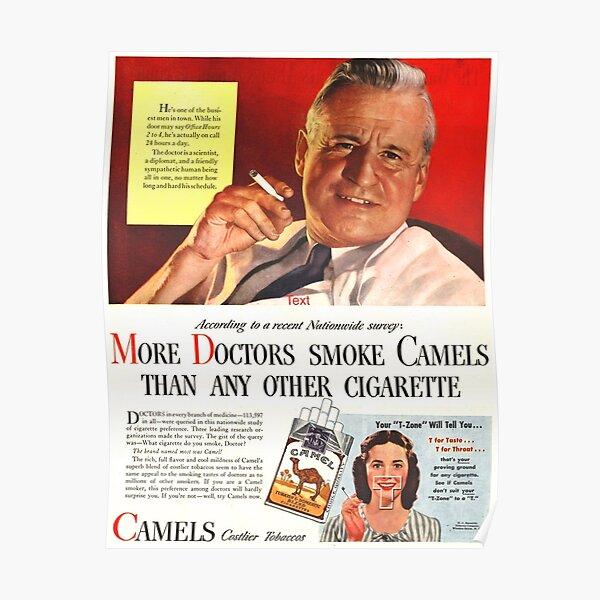 He's one of the busi-
est men in town. While his
door may say Office Hours
2 to 4, he's actually on call
24 hours a day.
The doctor is a scientist,
a diplomat, and a friendly
sympathetic human being
all in one, no matter how
long and hard his schedule.
Text
According to a recent Nationwide survey:
MORE DOCTORS SMOKE CAMELS
THAN ANY OTHER CIGARETTE
DOCTORS in every branch of medicine—113,597
in all—were queried in this nationwide study
of cigarette preference. Three leading research or-
ganizations made the survey. The gist of the query
was—What cigarette do you smoke, Doctor?
The brand named most was Camel!
The rich, full flavor and cool mildness of Camel's
superb blend of costlier tobaccos seem to have the
same appeal to the smoking tastes of doctors as to
millions of other smokers. If you are a Camel
smoker, this preference among doctors will hardly
surprise you. If you're not—well, try Camels now.
CAMELS Costlier Tobaccos
CAMEL
TURKISH & DOMESTIC
BLEND
CIGARETTES
Your "T-Zone" Will Tell You...
T for Taste...
T for Throat...
that's your
proving ground
for any cigarette.
See if Camels
don't suit your
"T-Zone" to a "T."